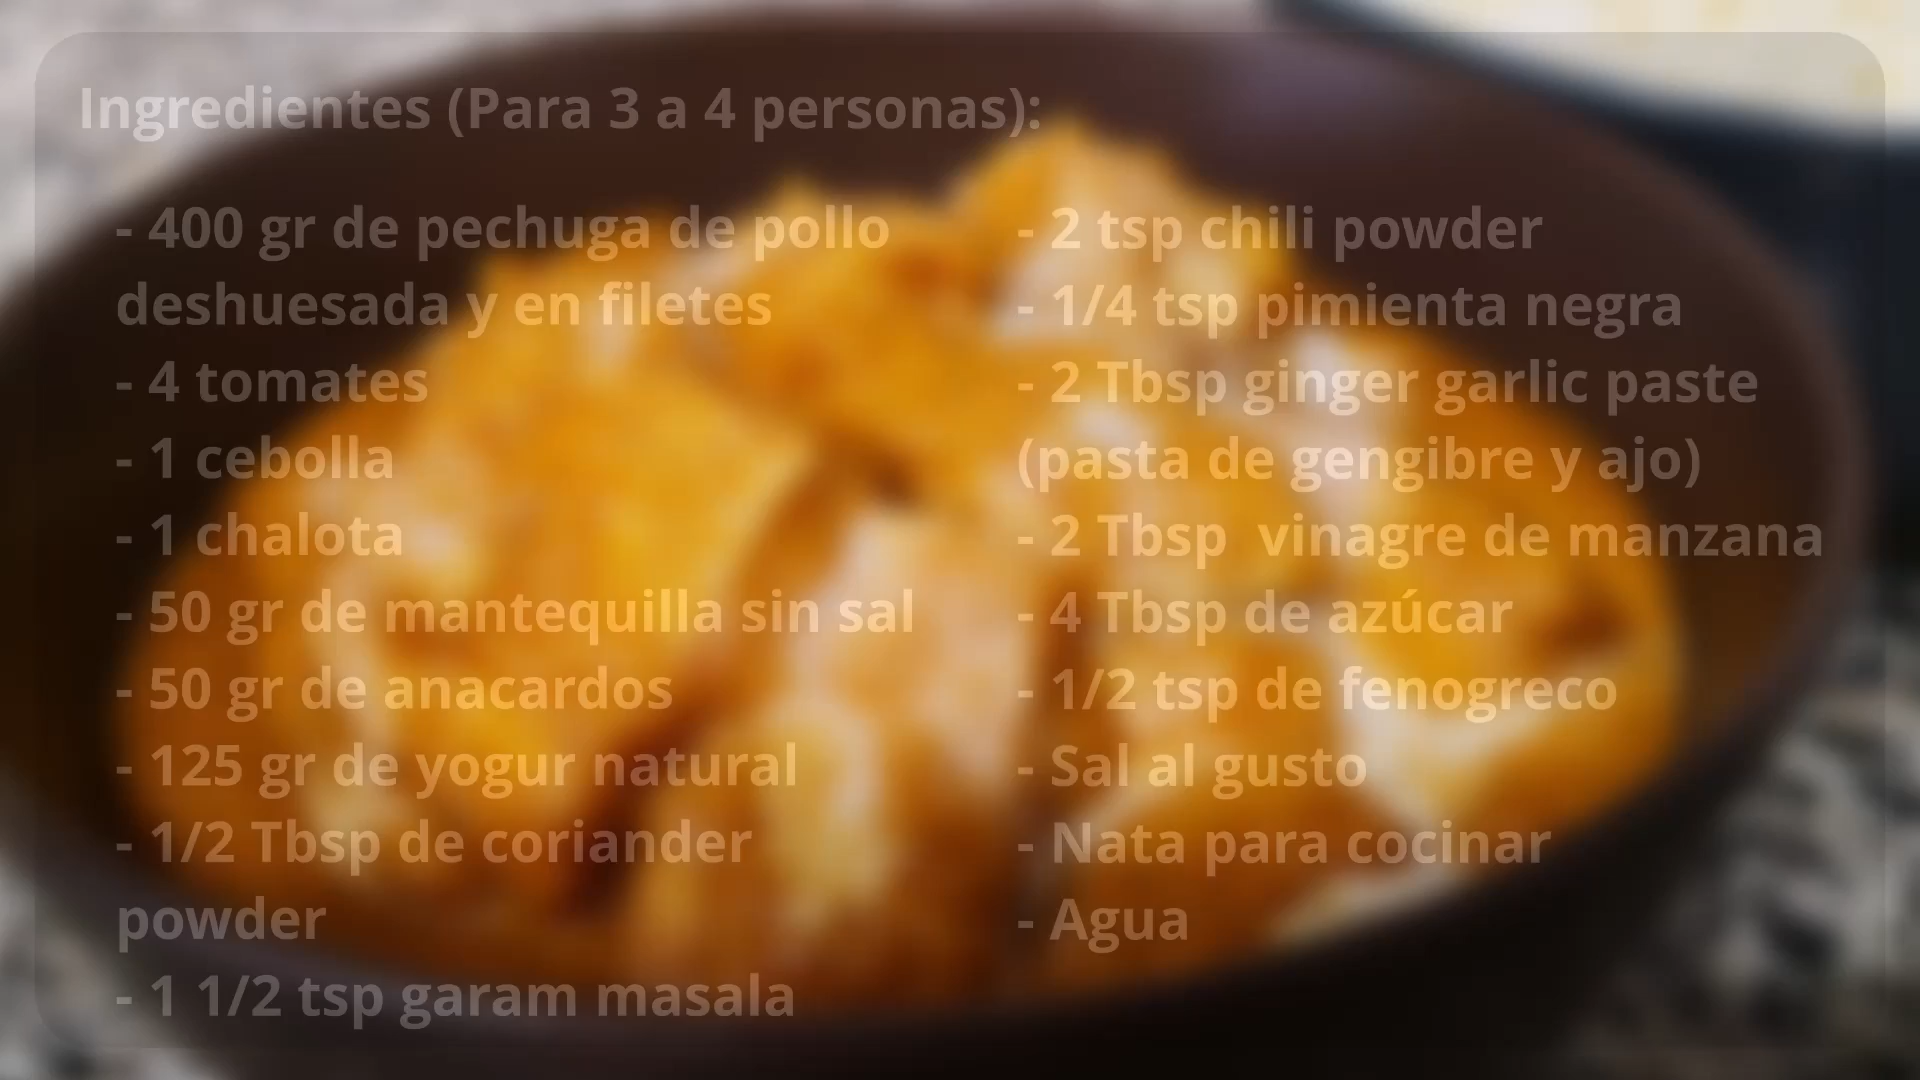 Ingredientes (Para 3 a 4 personas):
- 400 gr de pechuga de pollo
deshuesada y en filetes
- 4 tomates
- 1 cebolla
- 1 chalota
- 50 gr de mantequilla sin sal
- 50 gr de anacardos
- 125 gr de yogur natural
- 1/2 Tbsp de coriander
powder
- 1 1/2 tsp garam masala
- 2 tsp chili powder
- 1/4 tsp pimienta negra
- 2 Tbsp ginger garlic paste
(pasta de gengibre y ajo)
- 2 Tbsp  vinagre de manzana
- 4 Tbsp de azúcar
- 1/2 tsp de fenogreco
- Sal al gusto
- Nata para cocinar
- Agua